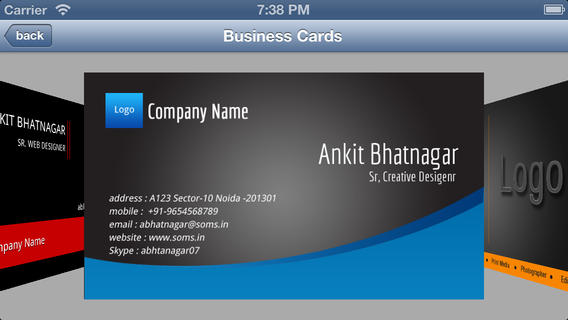 Carrier 7:38 PM
back Business Cards
KIT BHATNAGAR
SR. WEB DESIGNER
mpany Name
Logo Company Name
Ankit Bhatnagar
Sr, Creative Desigenr
address : A123 Sector-10 Noida -201301
mobile : +91-9654568789
email : abhatnagar@soms.in
website : www.soms.in
Skype : abhtanagar07
Logo
Print Media • Photographer • Edi